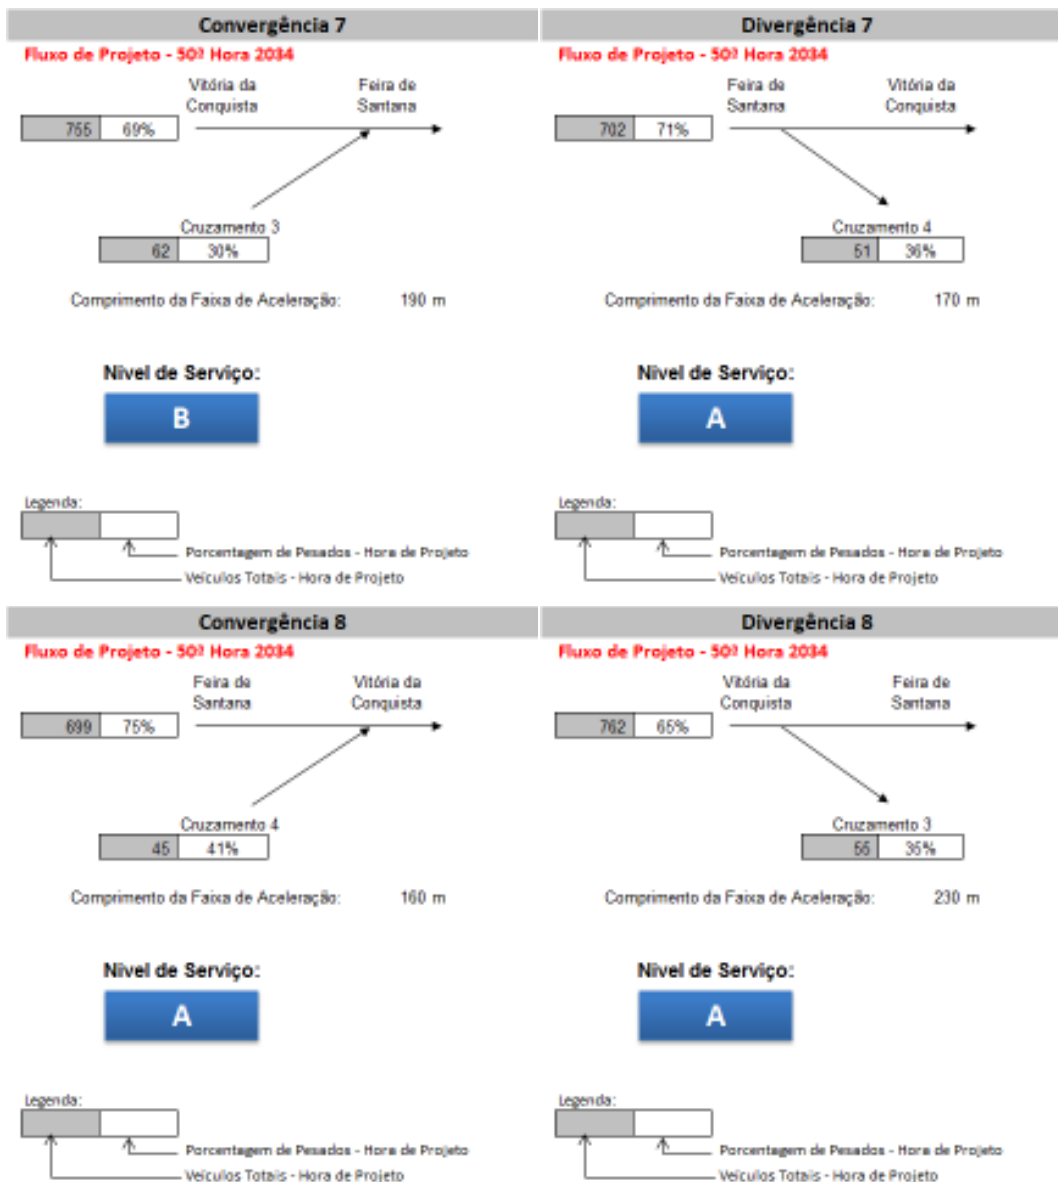 Convergência 7
Fluxo de Projeto - 50ª Hora 2034
Vitória da Conquista
Feira de Santana
755 69%
Cruzamento 3
62 30%
Comprimento da Faixa de Aceleração: 190 m
Nivel de Serviço:
B
Legenda:
Porcentagem de Pesados - Hora de Projeto
Veículos Totais - Hora de Projeto
Divergência 7
Fluxo de Projeto - 50ª Hora 2034
Feira de Santana
Vitória da Conquista
702 71%
Cruzamento 4
51 36%
Comprimento da Faixa de Aceleração: 170 m
Nivel de Serviço:
A
Legenda:
Porcentagem de Pesados - Hora de Projeto
Veículos Totais - Hora de Projeto
Convergência 8
Fluxo de Projeto - 50ª Hora 2034
Feira de Santana
Vitória da Conquista
699 75%
Cruzamento 4
45 41%
Comprimento da Faixa de Aceleração: 160 m
Nivel de Serviço:
A
Legenda:
Porcentagem de Pesados - Hora de Projeto
Veículos Totais - Hora de Projeto
Divergência 8
Fluxo de Projeto - 50ª Hora 2034
Vitória da Conquista
Feira de Santana
762 65%
Cruzamento 3
55 35%
Comprimento da Faixa de Aceleração: 230 m
Nivel de Serviço:
A
Legenda:
Porcentagem de Pesados - Hora de Projeto
Veículos Totais - Hora de Projeto